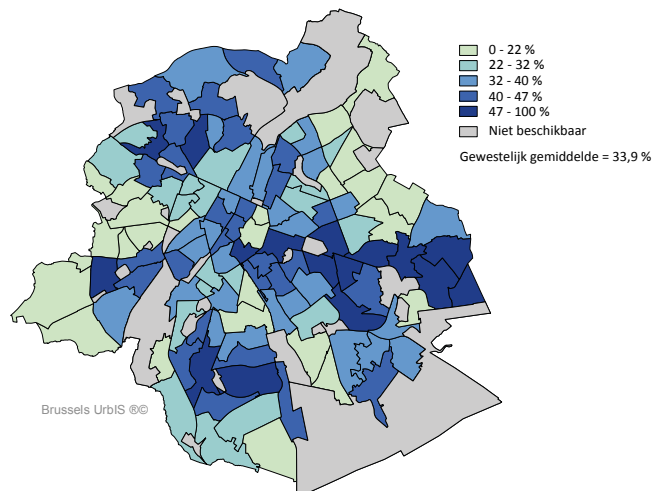 0 - 22 %
22 - 32 %
32 - 40 %
40 - 47 %
47 - 100 %
Niet beschikbaar
Gewestelijk gemiddelde = 33,9 %
Brussels UrbIS ®©